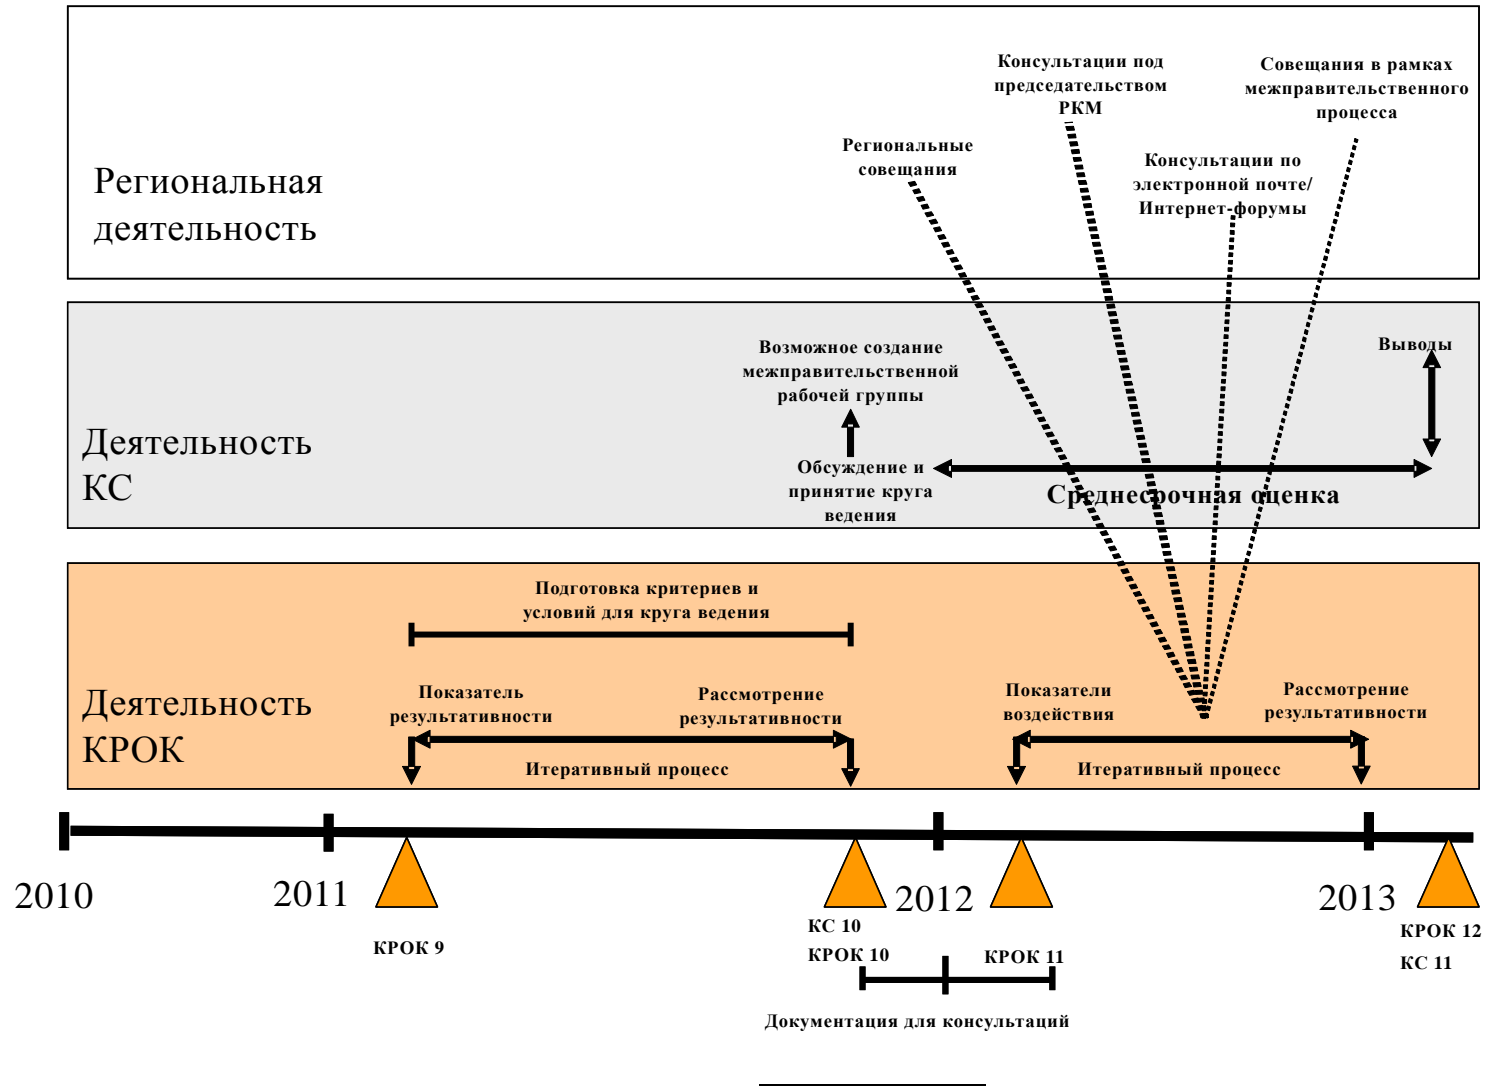 Консультации под
председательством
РКМ
Совещания в рамках
межправительственного
процесса
Региональные
совещания
Консультации по
электронной почте/
Интернет-форумы
Региональная
деятельность
Возможное создание
межправительственной
рабочей группы
Выводы
Деятельность
КС
Обсуждение и
принятие круга
ведения
Среднесрочная оценка
Подготовка критериев и
условий для круга ведения
Деятельность
КРОК
Показатель
результативности
Рассмотрение
результативности
Показатели
воздействия
Рассмотрение
результативности
Итеративный процесс
Итеративный процесс
2010
2011
2012
2013
КРОК 9
КС 10
КРОК 10
КРОК 11
КРОК 12
КС 11
Документация для консультаций